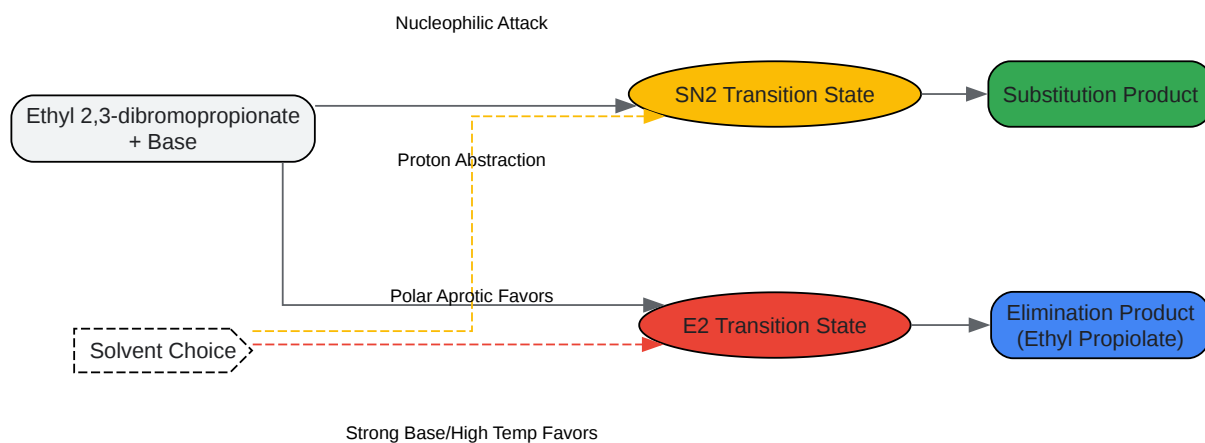 Nucleophilic Attack
Ethyl 2,3-dibromopropionate
+ Base
SN2 Transition State
Substitution Product
Proton Abstraction
Polar Aprotic Favors
Solvent Choice
E2 Transition State
Elimination Product
(Ethyl Propiolate)
Strong Base/High Temp Favors